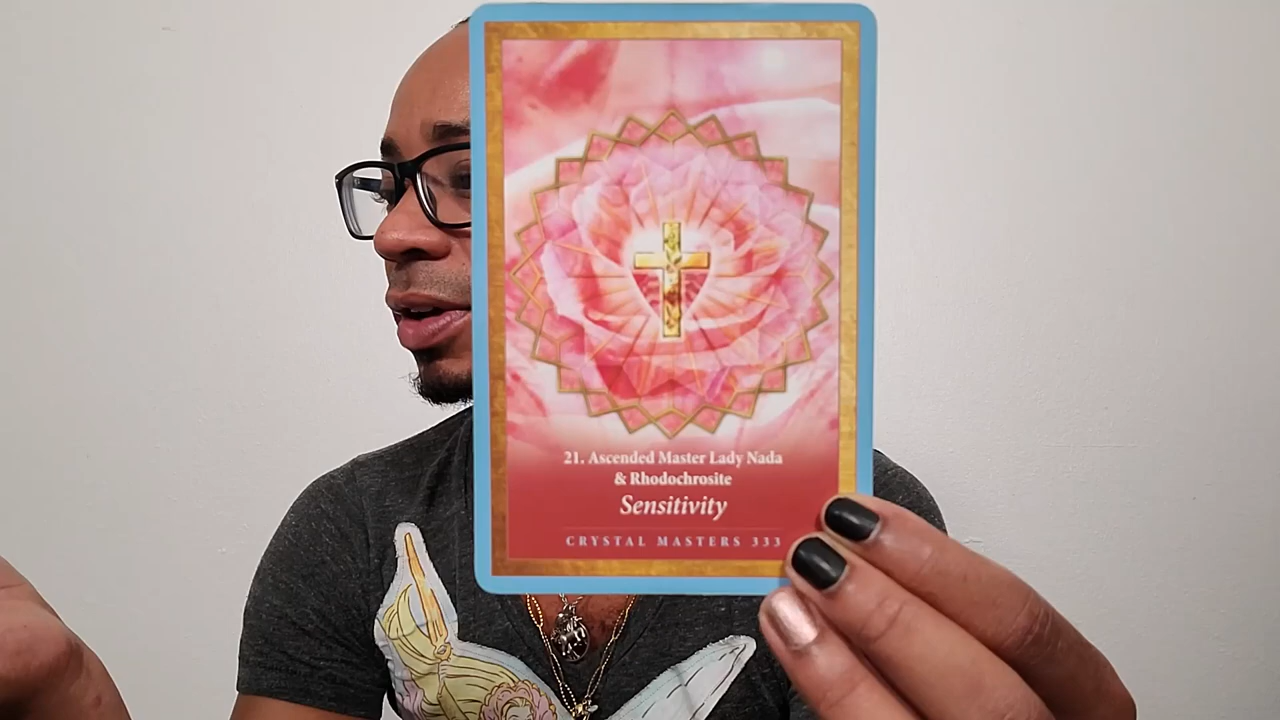 21. Ascended Master Lady Nada
& Rhodochrosite
Sensitivity
CRYSTAL MASTERS 333